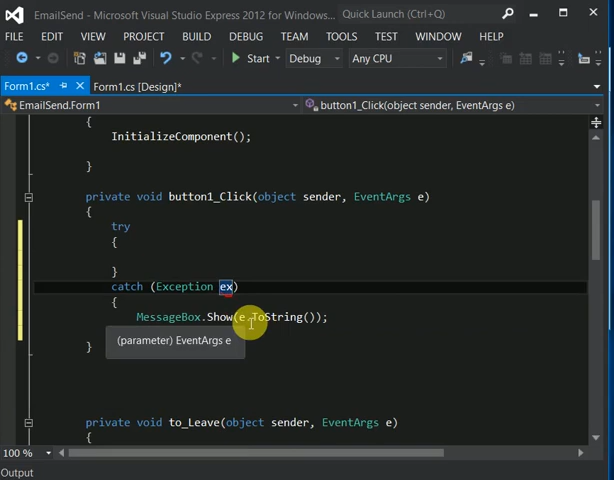 EmailSend - Microsoft Visual Studio Express 2012 for Windows... Quick Launch (Ctrl+Q)
FILE EDIT VIEW PROJECT BUILD DEBUG TEAM TOOLS TEST WINDOW HELP
Start Debug Any CPU
Form1.cs* Form1.cs [Design]*
EmailSend.Form1 button1_Click(object sender, EventArgs e)
{
InitializeComponent();
}
private void button1_Click(object sender, EventArgs e)
{
try
{
}
catch (Exception ex)
{
MessageBox.Show(e.ToString());
(parameter) EventArgs e
}
private void to_Leave(object sender, EventArgs e)
{
100 %
Output